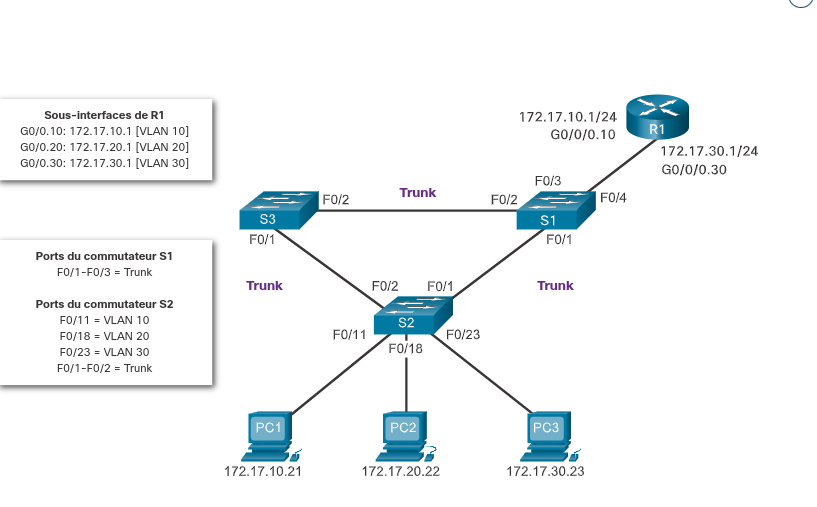 Sous-interfaces de R1
G0/0.10: 172.17.10.1 [VLAN 10]
G0/0.20: 172.17.20.1 [VLAN 20]
G0/0.30: 172.17.30.1 [VLAN 30]
172.17.10.1/24
G0/0/0.10
R1
172.17.30.1/24
G0/0/0.30
F0/3
F0/4
S3
F0/2
Trunk
F0/2
S1
F0/1
F0/1
Ports du commutateur S1
F0/1-F0/3 = Trunk
Ports du commutateur S2
F0/11 = VLAN 10
F0/18 = VLAN 20
F0/23 = VLAN 30
F0/1-F0/2 = Trunk
Trunk
Trunk
F0/2
F0/1
S2
F0/11
F0/18
F0/23
PC1
PC2
PC3
172.17.10.21
172.17.20.22
172.17.30.23